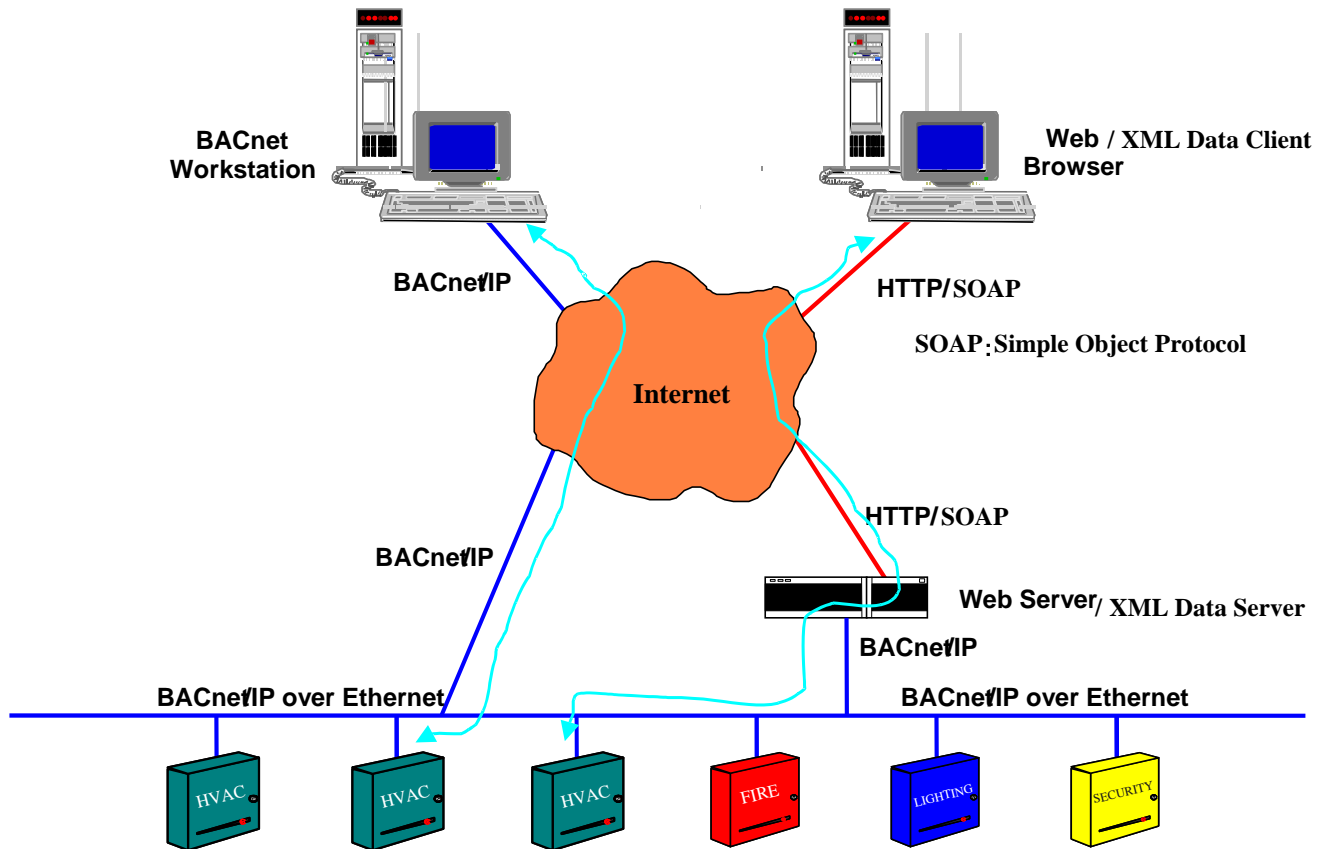 BACnet
Workstation
Web / XML Data Client
Browser
BACnet/IP
HTTP/SOAP
SOAP:Simple Object Protocol
Internet
HTTP/SOAP
BACnet/IP
Web Server / XML Data Server
BACnet/IP
BACnet/IP over Ethernet
BACnet/IP over Ethernet
HVAC
HVAC
HVAC
FIRE
LIGHTING
SECURITY